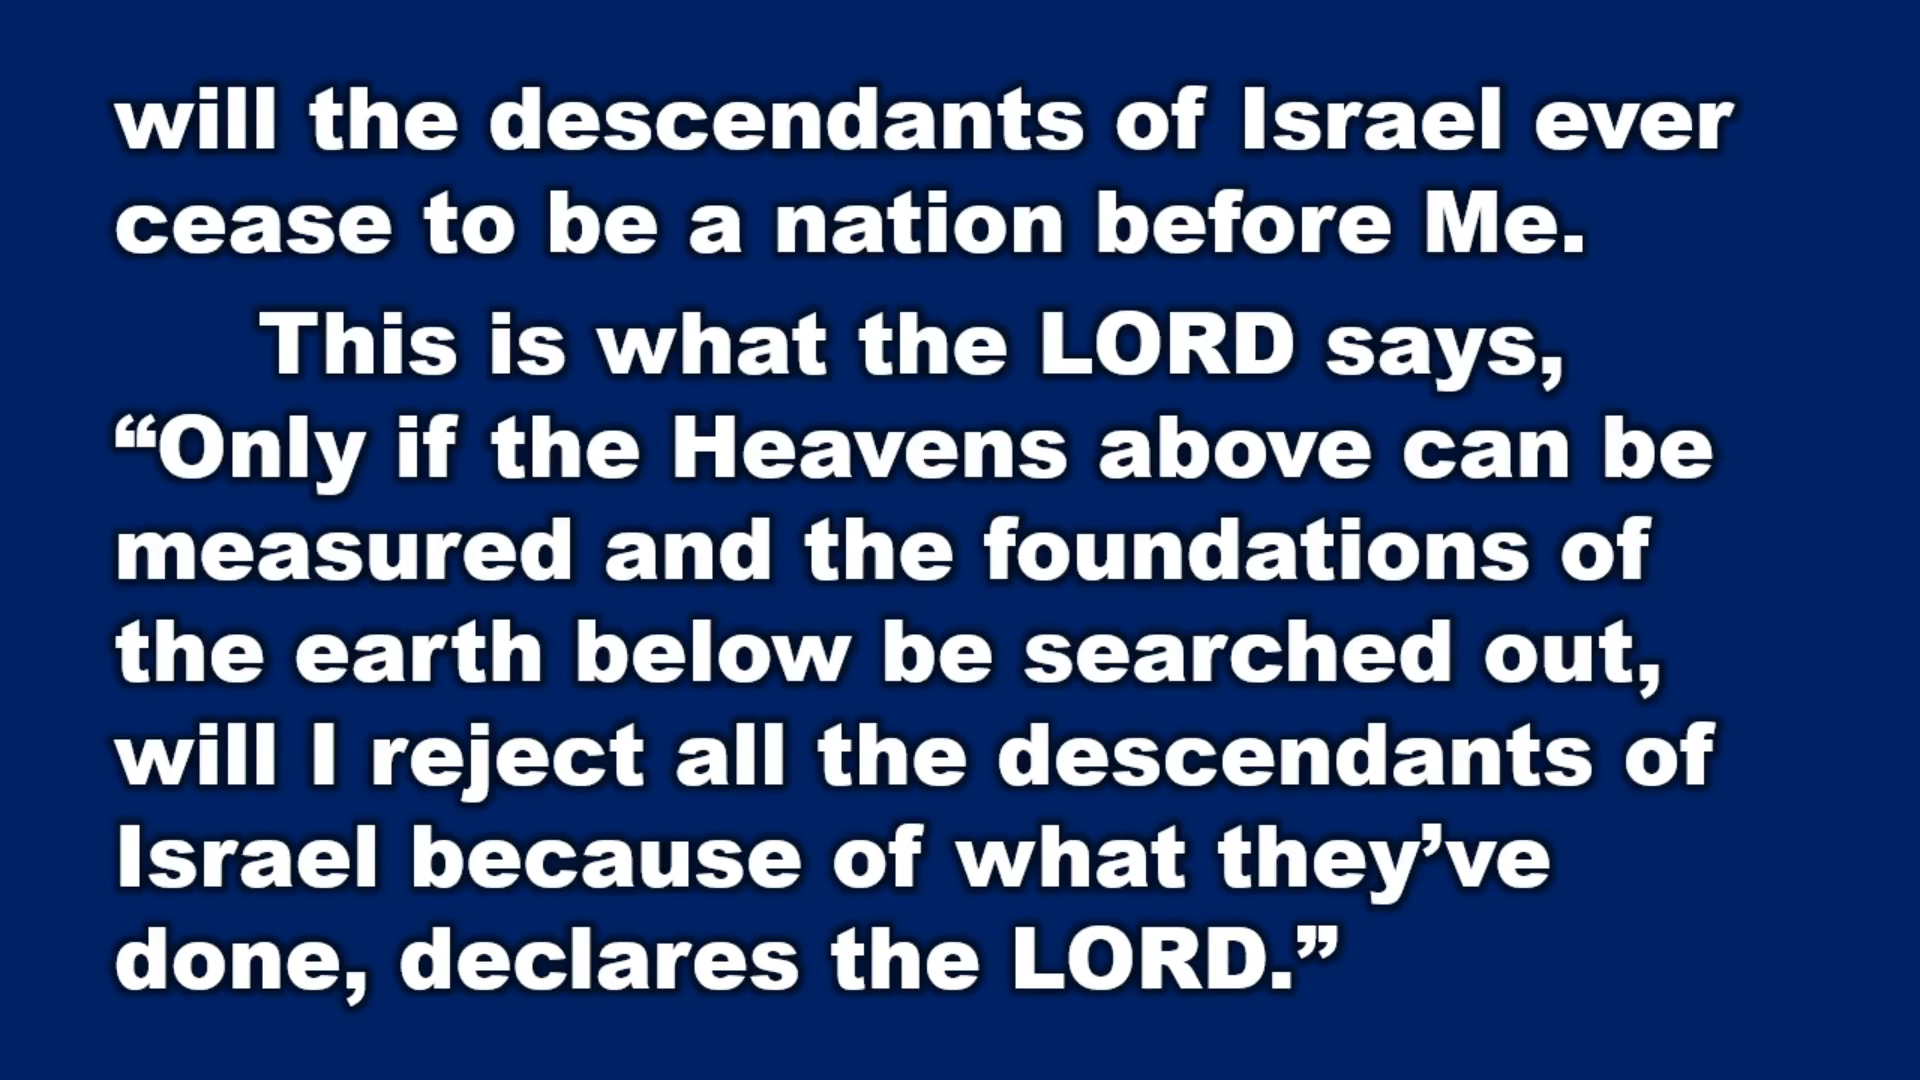 will the descendants of Israel ever
cease to be a nation before Me.
This is what the LORD says,
“Only if the Heavens above can be
measured and the foundations of
the earth below be searched out,
will I reject all the descendants of
Israel because of what they’ve
done, declares the LORD.”